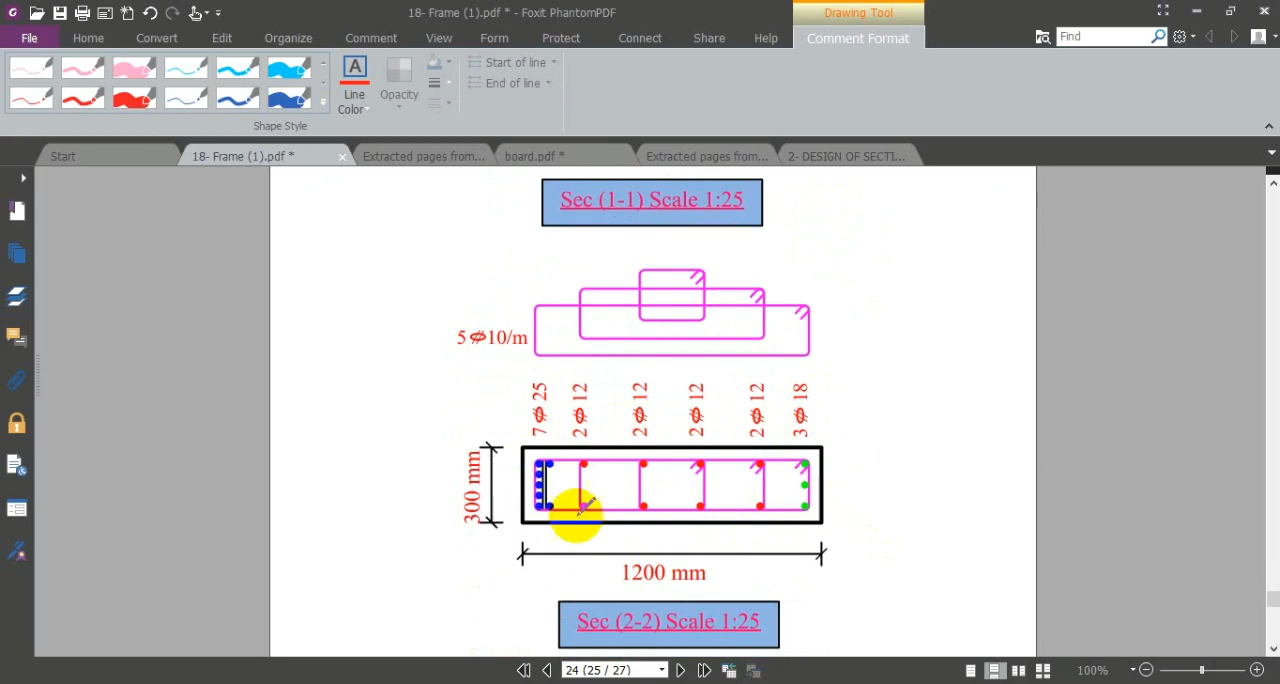 18- Frame (1).pdf * - Foxit PhantomPDF
Drawing Tool
File Home Convert Edit Organize Comment View Form Protect Connect Share Help Comment Format
Find
A
Line
Color
Opacity
Start of line
End of line
Shape Style
Start
18- Frame (1).pdf *
Extracted pages from...
board.pdf *
Extracted pages from...
2- DESIGN OF SECTI...
Sec (1-1) Scale 1:25
5⌀10/m
7⌀25
2⌀12
2⌀12
2⌀12
2⌀12
3⌀18
300 mm
1200 mm
Sec (2-2) Scale 1:25
24 (25 / 27)
100%